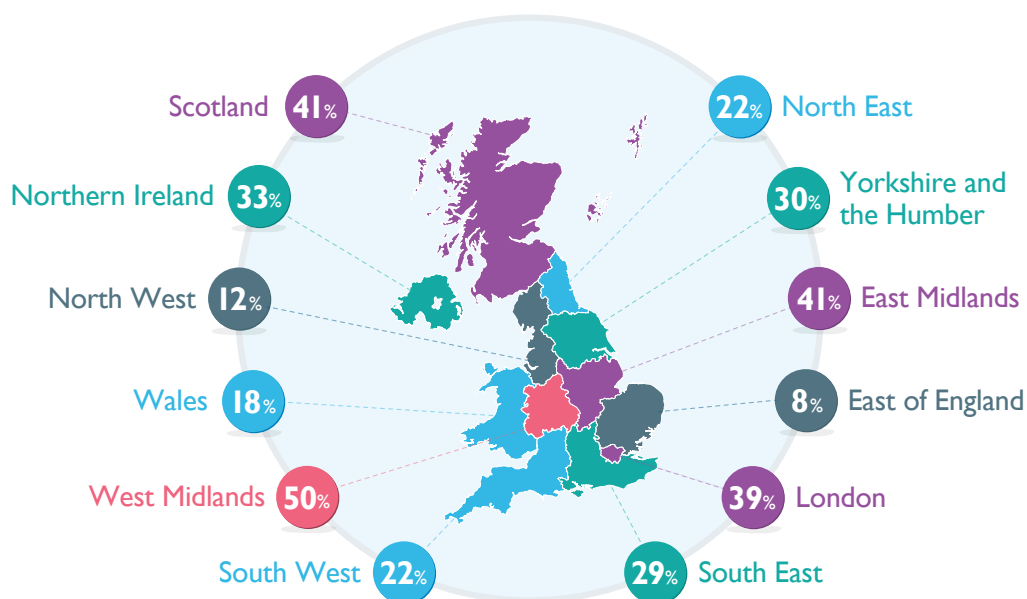 Scotland 41%
22% North East
Northern Ireland 33%
30% Yorkshire and
the Humber
North West 12%
41% East Midlands
Wales 18%
8% East of England
West Midlands 50%
39% London
South West 22%
29% South East